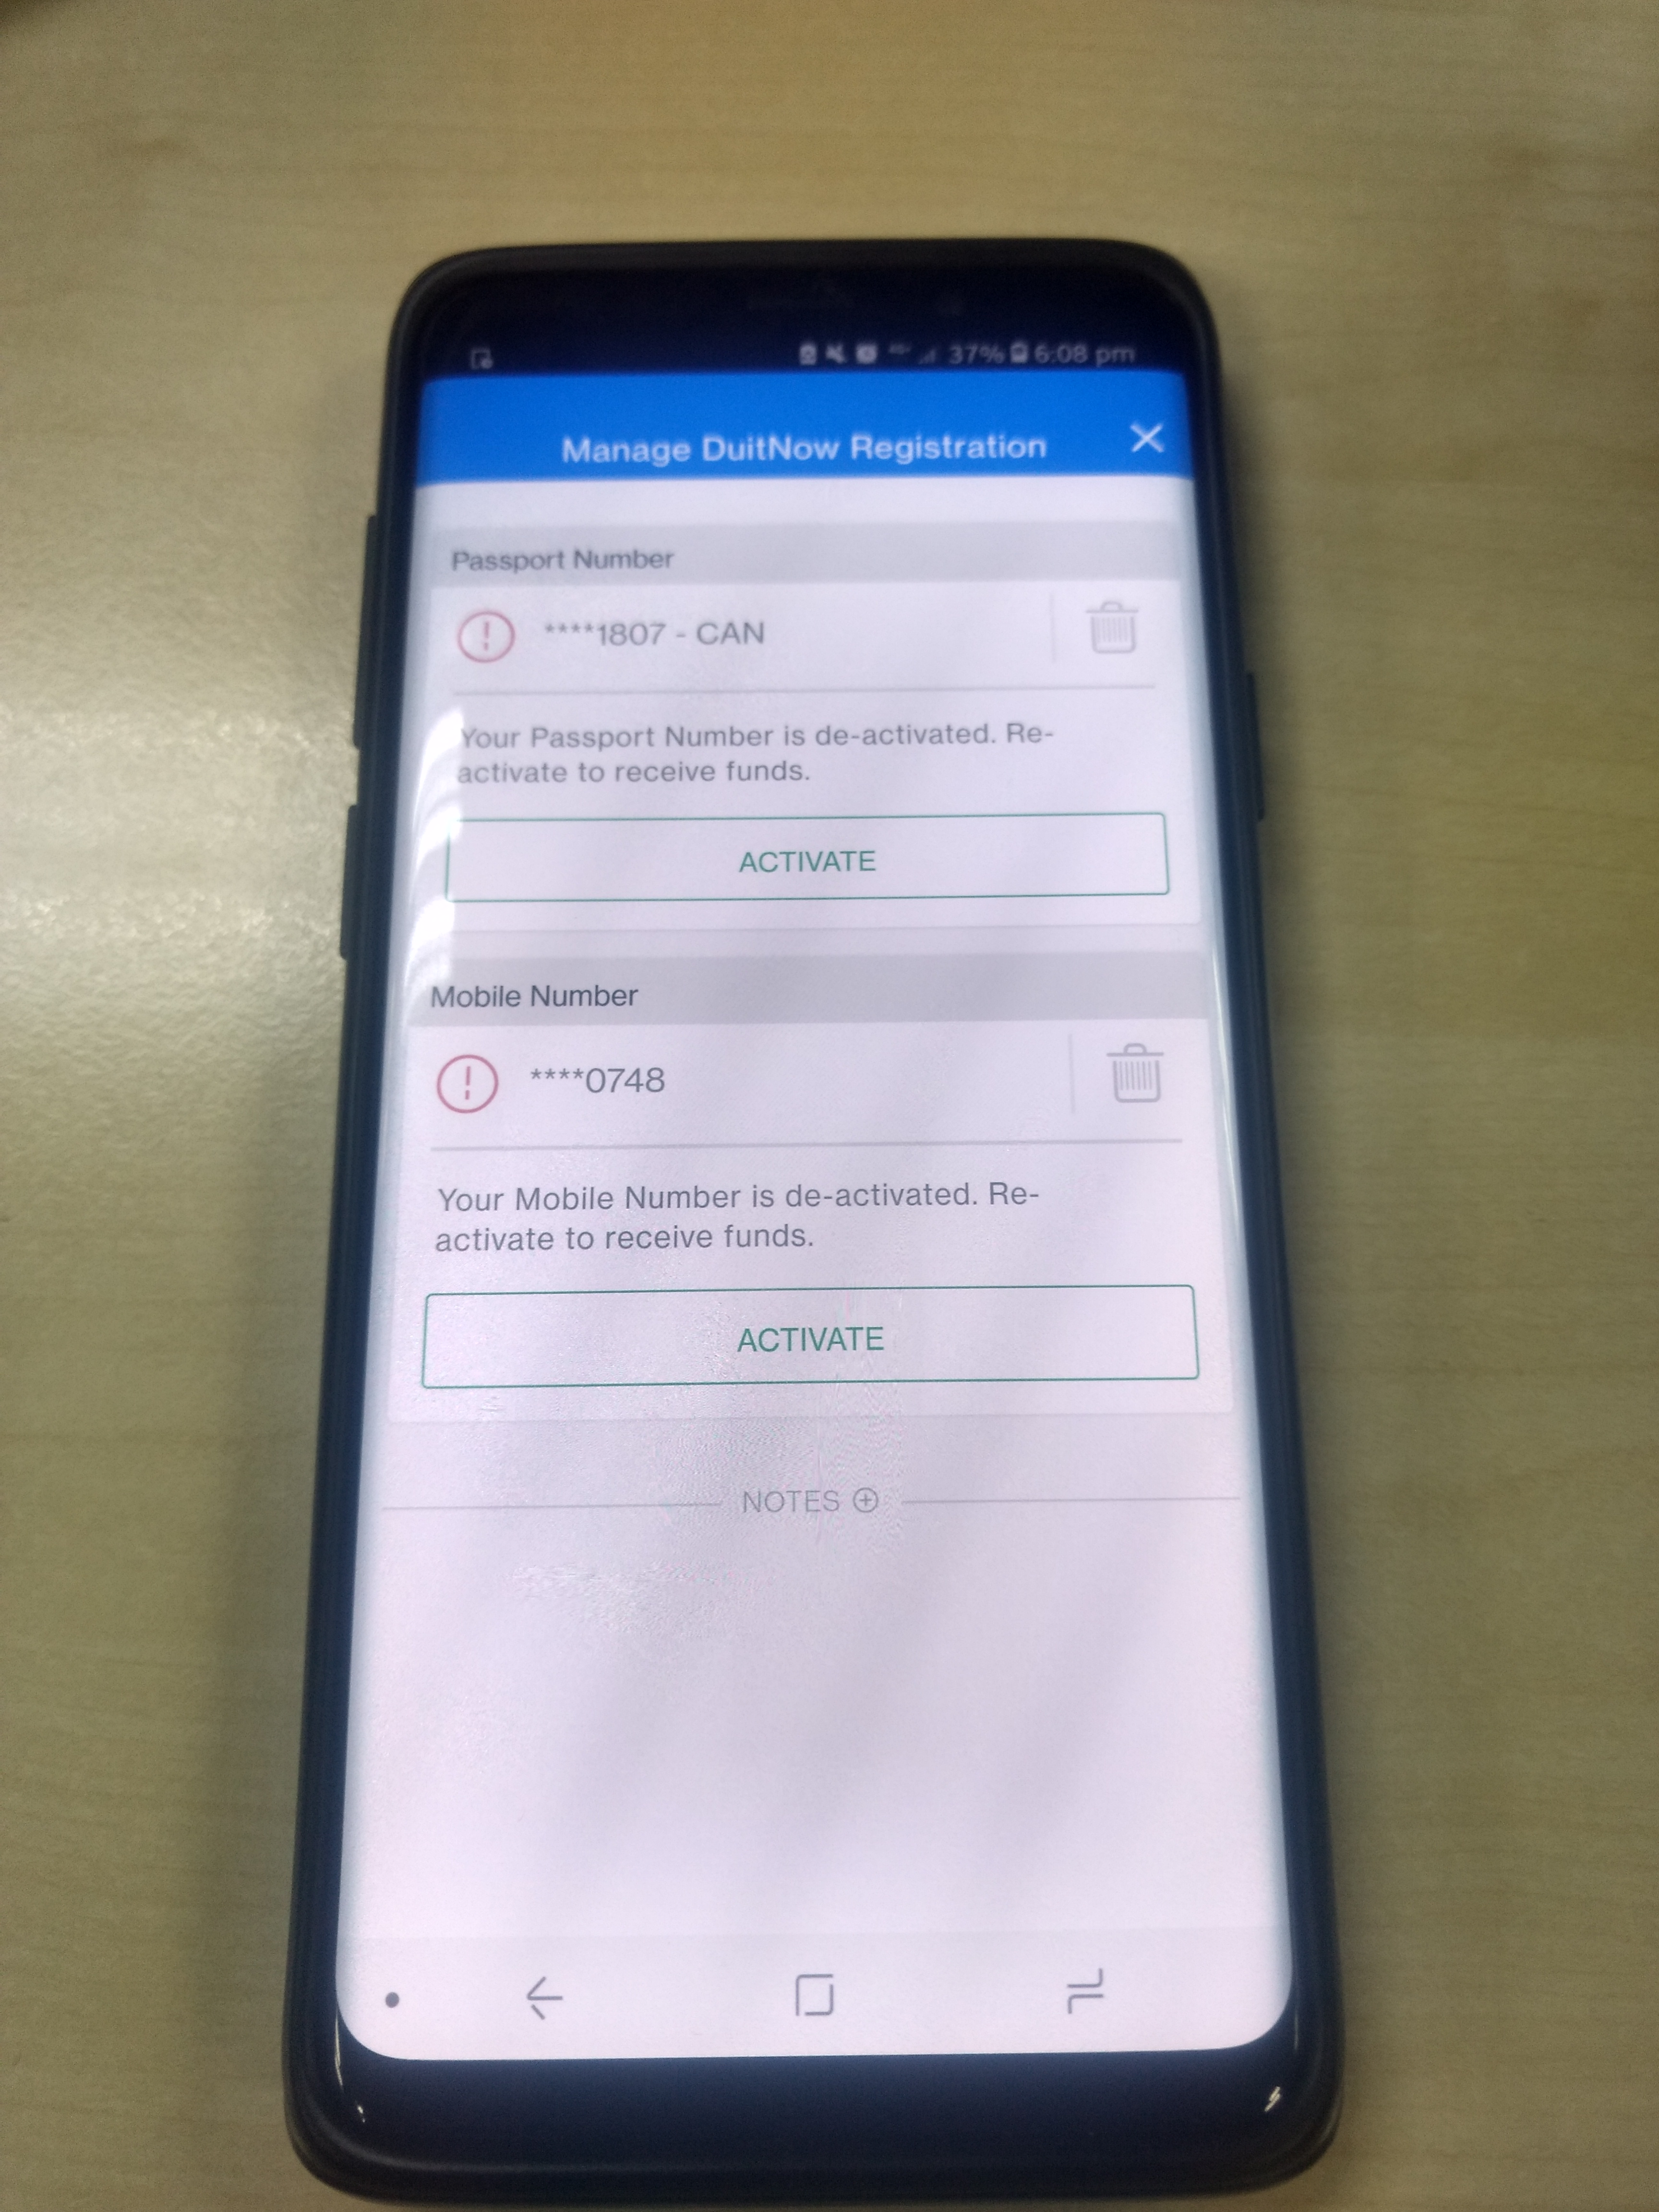 37% 6:08 pm
Manage DuitNow Registration
Passport Number
****1807 - CAN
Your Passport Number is de-activated. Re-
activate to receive funds.
ACTIVATE
Mobile Number
****0748
Your Mobile Number is de-activated. Re-
activate to receive funds.
ACTIVATE
NOTES